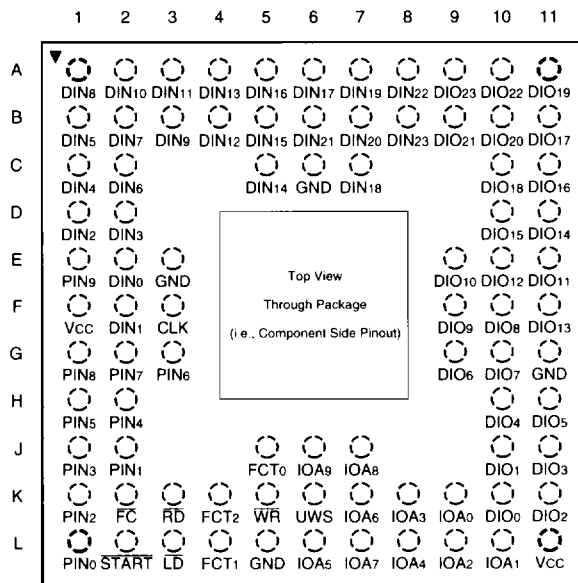 1 2 3 4 5 6 7 8 9 10 11
A
DIN8 DIN10 DIN11 DIN13 DIN16 DIN17 DIN19 DIN22 DIO23 DIO22 DIO19
B
DIN5 DIN7 DIN9 DIN12 DIN15 DIN21 DIN20 DIN23 DIO21 DIO20 DIO17
C
DIN4 DIN6 DIN14 GND DIN18 DIO18 DIO16
D
DIN2 DIN3 DIO15 DIO14
E
PIN9 DIN0 GND DIO10 DIO12 DIO11
F
VCC DIN1 CLK DIO9 DIO8 DIO13
G
PIN8 PIN7 PIN6 DIO6 DIO7 GND
H
PIN5 PIN4 DIO4 DIO5
J
PIN3 PIN1 FCT0 IOA9 IOA8 DIO1 DIO3
K
PIN2 FC RD FCT2 WR UWS IOA6 IOA3 IOA0 DIO0 DIO2
L
PIN0 START LD FCT1 GND IOA5 IOA7 IOA4 IOA2 IOA1 VCC
Top View
Through Package
(i.e., Component Side Pinout)